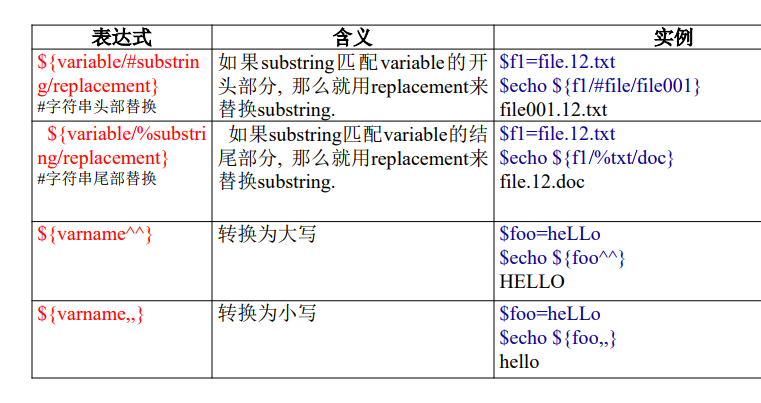 表达式 含义 实例
${variable/#substrin
g/replacement}
#字符串头部替换
如果substring匹配variable的开
头部分, 那么就用replacement来
替换substring.
$f1=file.12.txt
$echo ${f1/#file/file001}
file001.12.txt
${variable/%substri
ng/replacement}
#字符串尾部替换
如果substring匹配variable的结
尾部分, 那么就用replacement来
替换substring.
$f1=file.12.txt
$echo ${f1/%txt/doc}
file.12.doc
${varname^^}
转换为大写
$foo=heLLo
$echo ${foo^^}
HELLO
${varname,,}
转换为小写
$foo=heLLo
$echo ${foo,,}
hello